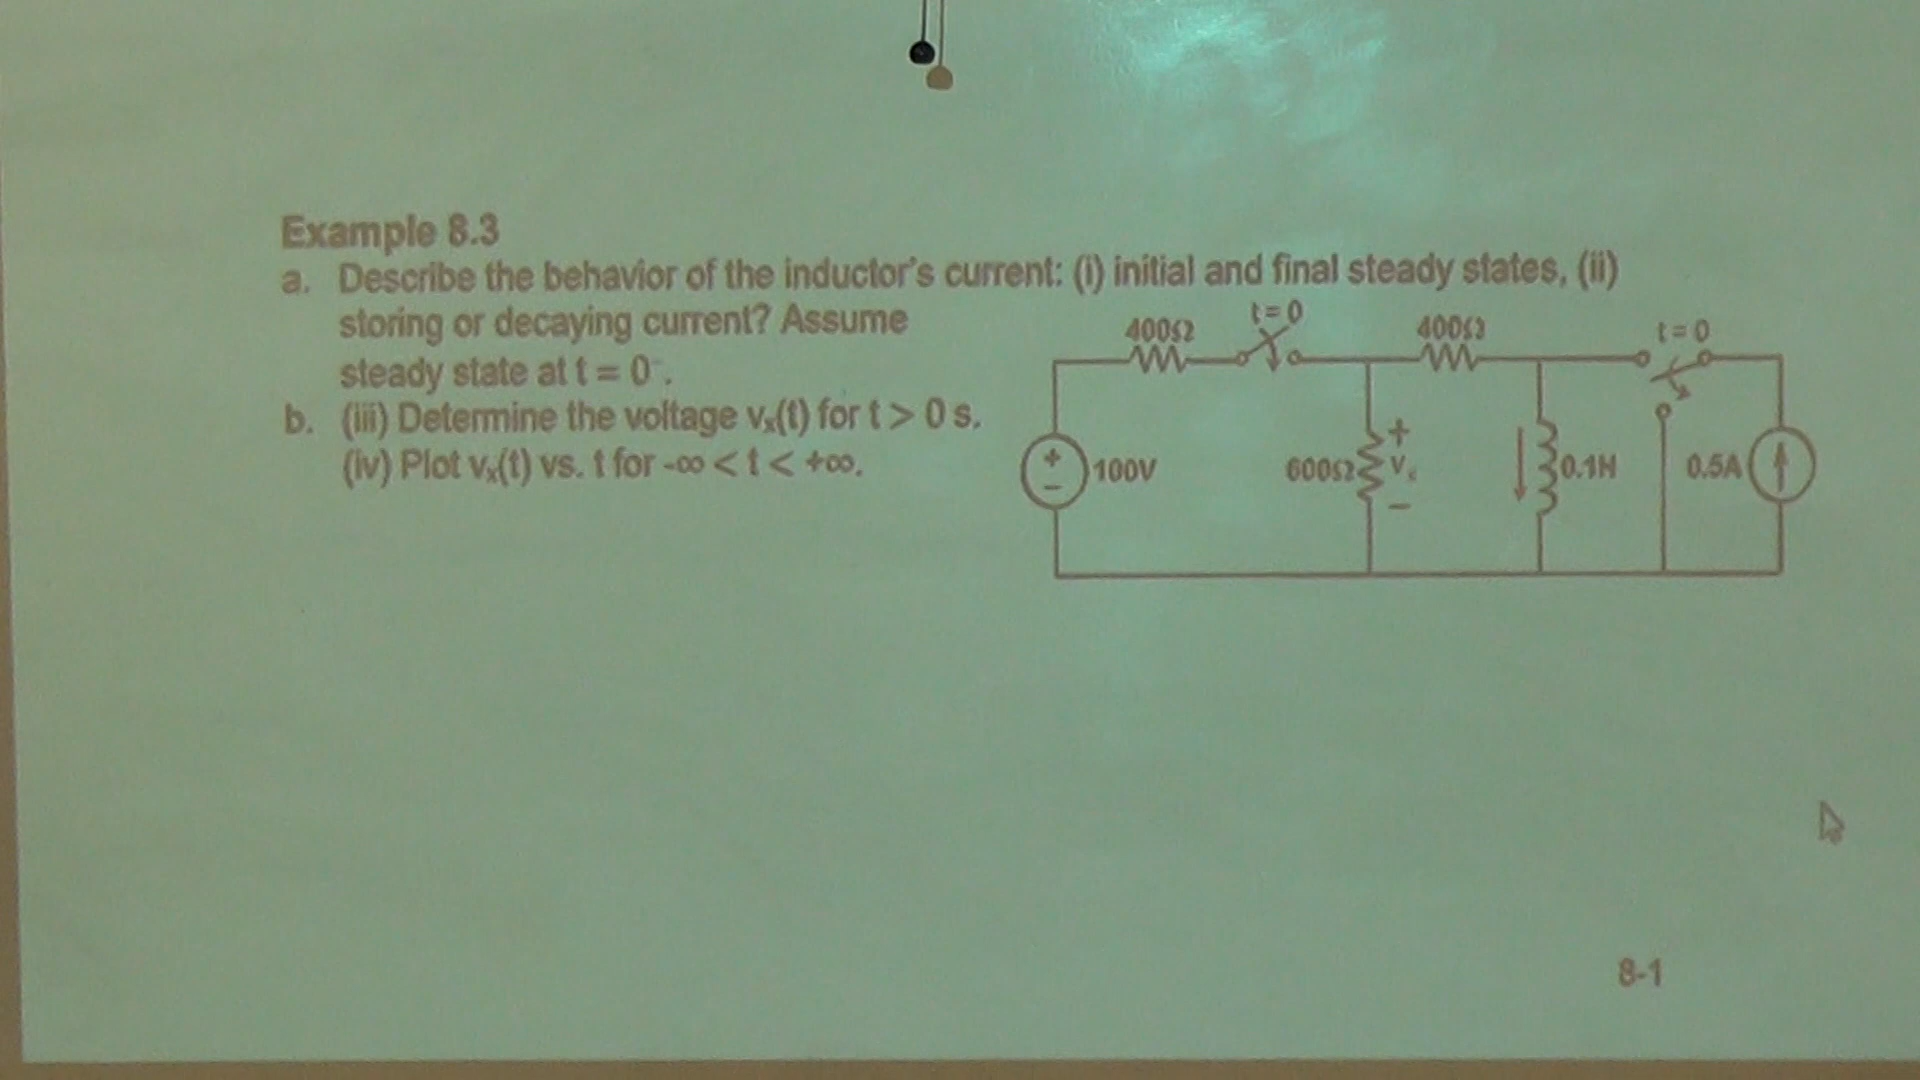 Example 8.3
a. Describe the behavior of the inductor's current: (i) initial and final steady states, (ii)
storing or decaying current? Assume
steady state at t = 0⁻.
b. (iii) Determine the voltage vₓ(t) for t > 0 s.
(iv) Plot vₓ(t) vs. t for -∞ < t < +∞.
400Ω
t=0
400Ω
t=0
+
-
100V
600Ω
+
vₓ
-
0.1H
0.5A
8-1